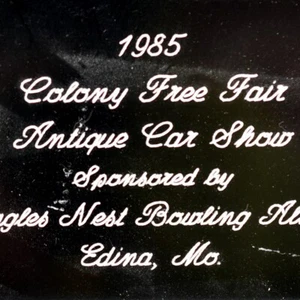 1985
Colony Free Fair
Antique Car Show
Sponsored by
Nest Bowling
Edina, Mo.